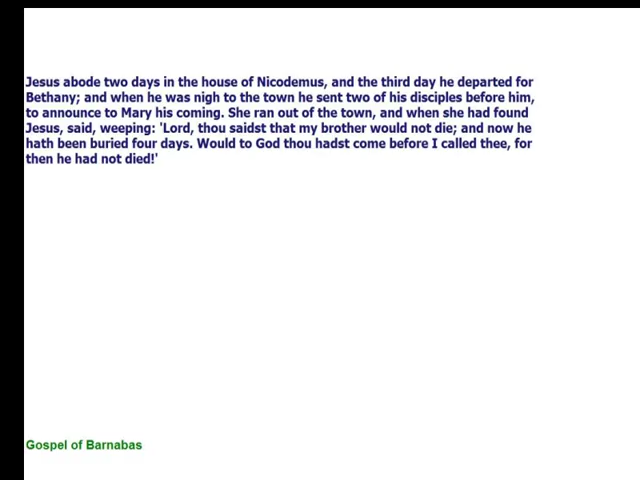 Jesus abode two days in the house of Nicodemus, and the third day he departed for
Bethany; and when he was nigh to the town he sent two of his disciples before him,
to announce to Mary his coming. She ran out of the town, and when she had found
Jesus, said, weeping: 'Lord, thou saidst that my brother would not die; and now he
hath been buried four days. Would to God thou hadst come before I called thee, for
then he had not died!'
Gospel of Barnabas